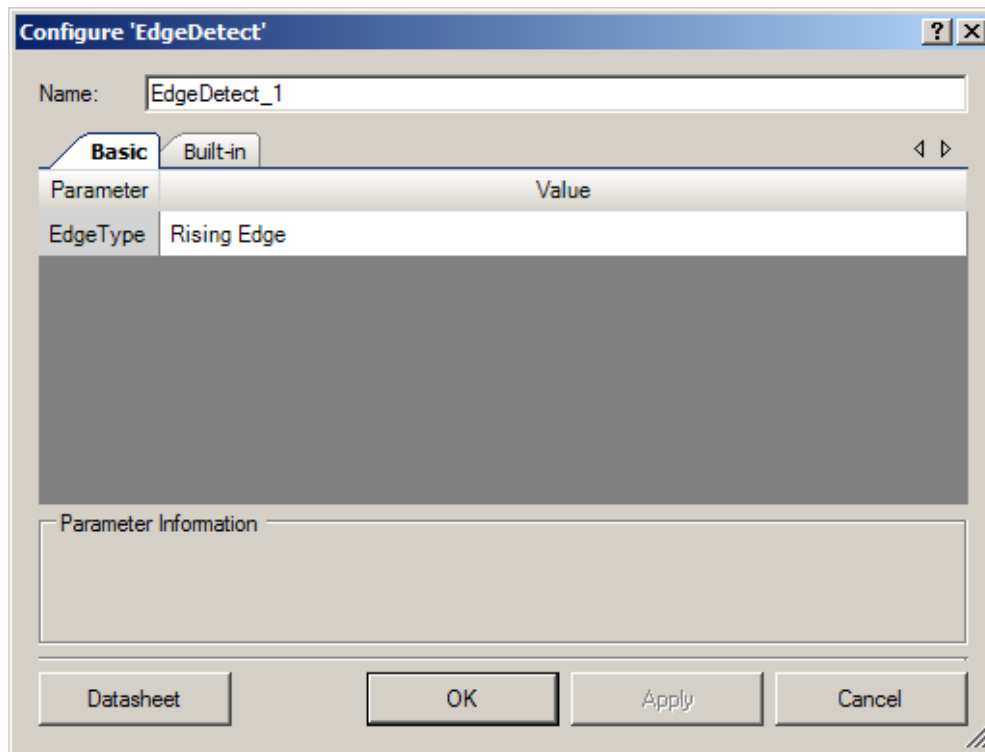 Configure 'EdgeDetect'
Name: EdgeDetect_1
Basic Built-in
Parameter Value
EdgeType Rising Edge
Parameter Information
Datasheet OK Apply Cancel